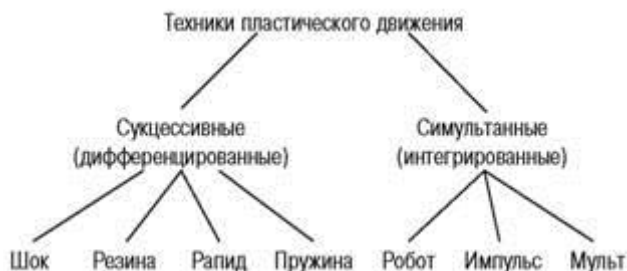 Техники пластического движения
Сукцессивные
(дифференцированные)
Симультанные
(интегрированные)
Шок Резина Рапид Пружина Робот Импульс Мульт